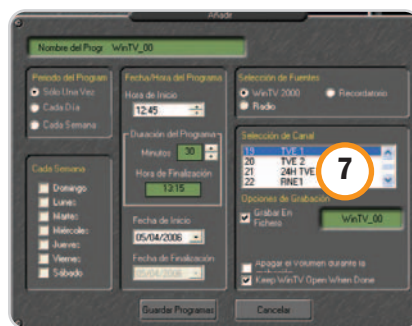 Añadir
Nombre del Progr WinTV_00
Periodo del Program
Sólo Una Vez
Cada Día
Cada Semana
Cada Semana
Domingo
Lunes
Martes
Miércoles
Jueves
Viernes
Sábado
Fecha/Hora del Programa
Hora de Inicio
12:45
Duración del Programa
Minutos 30
Hora de Finalización
13:15
Fecha de Inicio
05/04/2006
Fecha de Finalización
05/04/2006
Selección de Fuentes
WinTV 2000
Recordatorio
Radio
Selección de Canal
19 TVE 1
20 TVE 2
21 24H TVE
22 RNE1
7
Opciones de Grabación
Grabar En
Fichero
WinTV_00
Apagar el Volumen durante la
Keep WinTV Open When Done
Guardar Programas
Cancelar